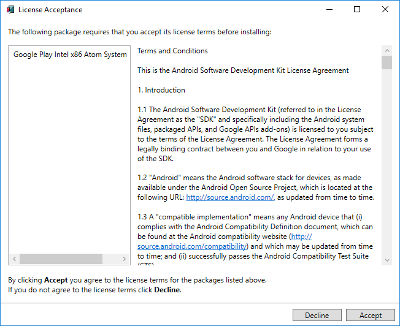 License Acceptance
The following package requires that you accept its license terms before installing:
Google Play Intel x86 Atom System
Terms and Conditions
This is the Android Software Development Kit License Agreement
1. Introduction
1.1 The Android Software Development Kit (referred to in the License
Agreement as the "SDK" and specifically including the Android system
files, packaged APIs, and Google APIs add-ons) is licensed to you subject
to the terms of the License Agreement. The License Agreement forms a
legally binding contract between you and Google in relation to your use
of the SDK.
1.2 "Android" means the Android software stack for devices, as made
available under the Android Open Source Project, which is located at the
following URL: http://source.android.com/, as updated from time to time.
1.3 A "compatible implementation" means any Android device that (i)
complies with the Android Compatibility Definition document, which can
be found at the Android compatibility website (http://
source.android.com/compatibility) and which may be updated from time
to time; and (ii) successfully passes the Android Compatibility Test Suite
(CTS)
By clicking Accept you agree to the license terms for the packages listed above.
If you do not agree to the license terms click Decline.
Decline
Accept